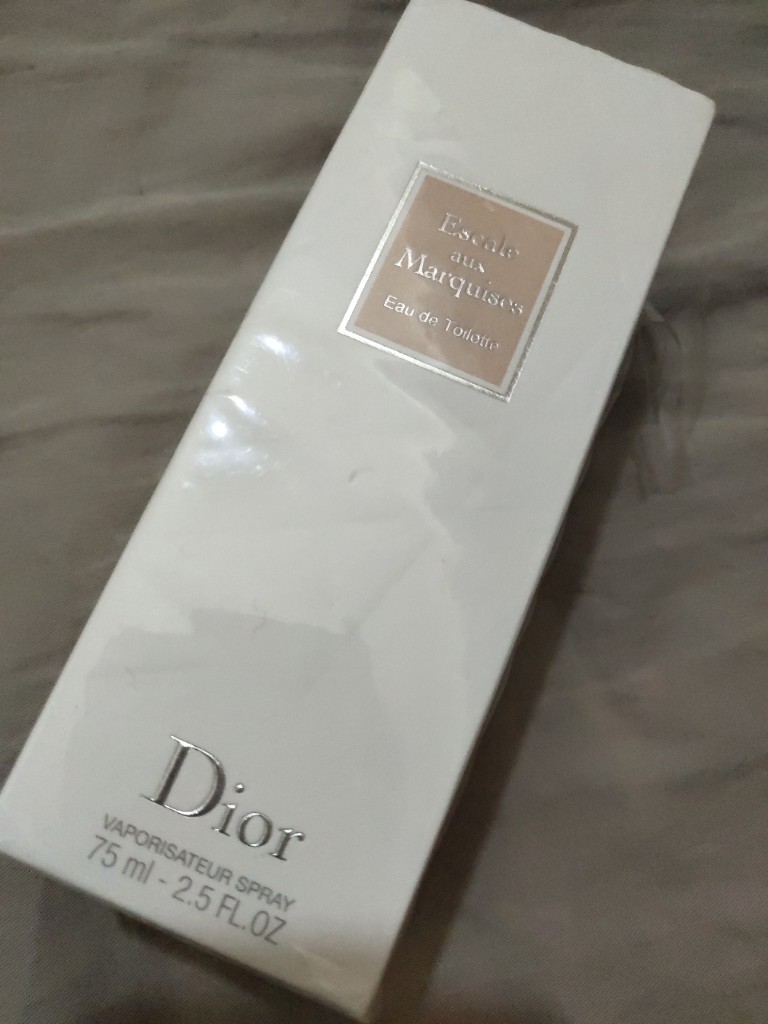 Escale
aux
Marquises
Eau de Toilette
Dior
VAPORISATEUR SPRAY
75 ml - 2.5 FL.OZ